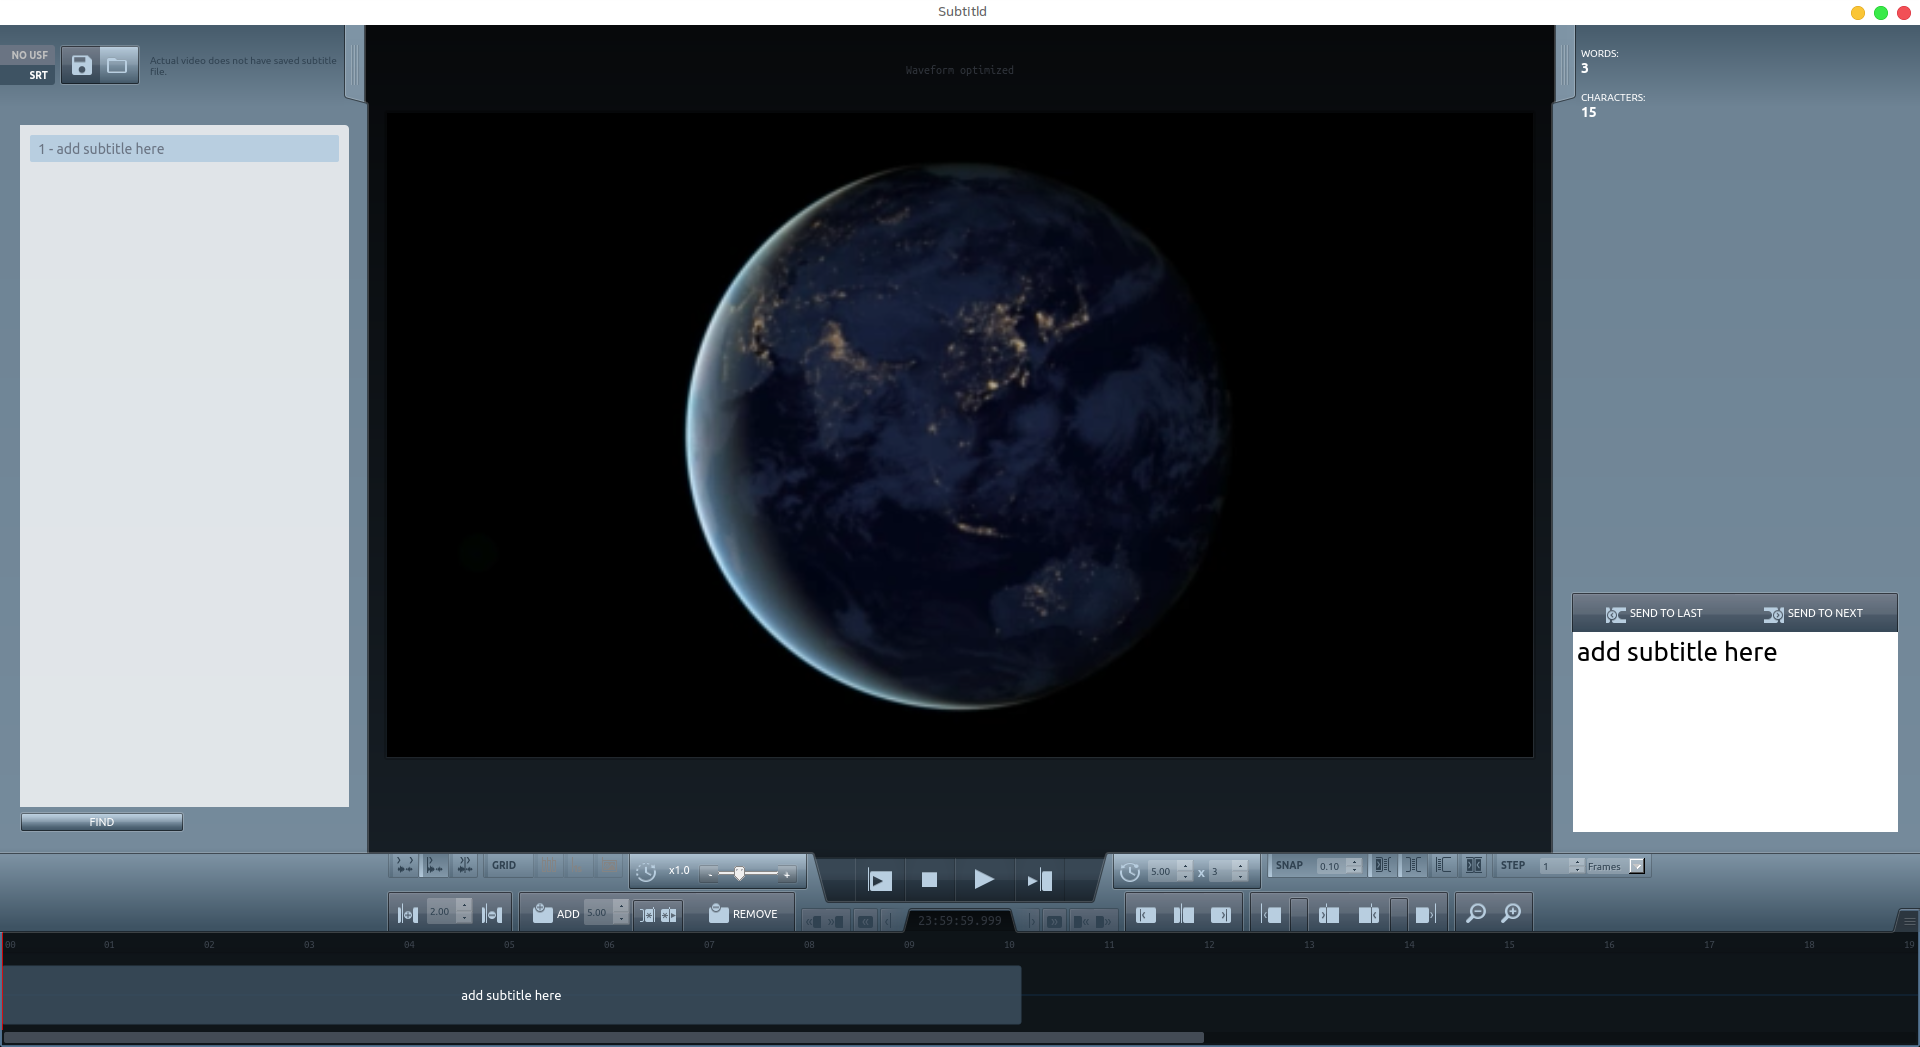 Subtitld
NO USF
SRT
Actual video does not have saved subtitle
file.
Waveform optimized
WORDS:
3
CHARACTERS:
15
1 - add subtitle here
SEND TO LAST
SEND TO NEXT
add subtitle here
FIND
GRID
x1.0
-
+
5.00
x
3
SNAP
0.10
STEP
1
Frames
2.00
ADD
5.00
REMOVE
23:59:59.999
00 01 02 03 04 05 06 07 08 09 10 11 12 13 14 15 16 17 18 19
add subtitle here